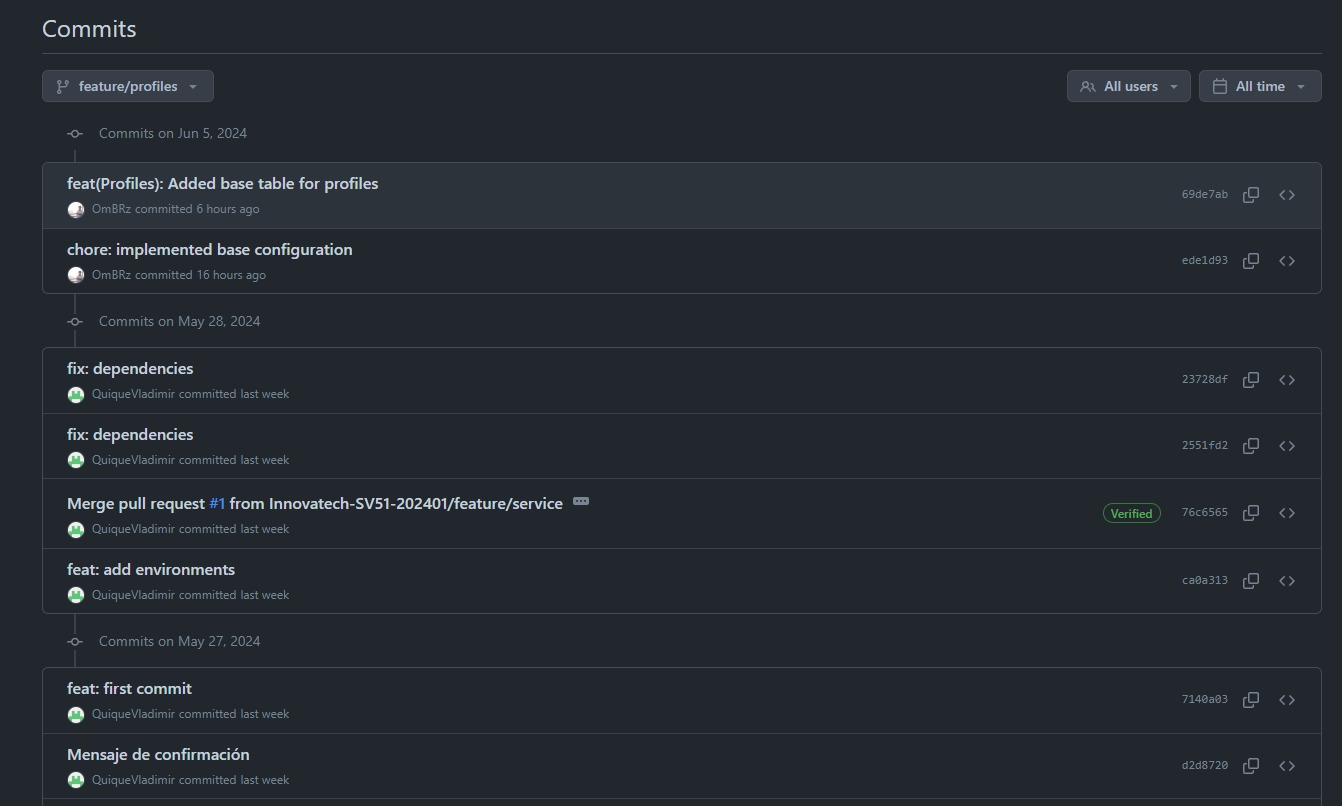 Commits
feature/profiles
All users
All time
Commits on Jun 5, 2024
feat(Profiles): Added base table for profiles
OmBRz committed 6 hours ago
69de7ab
chore: implemented base configuration
OmBRz committed 16 hours ago
ede1d93
Commits on May 28, 2024
fix: dependencies
QuiqueVladimir committed last week
23728df
fix: dependencies
QuiqueVladimir committed last week
2551fd2
Merge pull request #1 from Innovatech-SV51-202401/feature/service
QuiqueVladimir committed last week
Verified
76c6565
feat: add environments
QuiqueVladimir committed last week
ca0a313
Commits on May 27, 2024
feat: first commit
QuiqueVladimir committed last week
7140a03
Mensaje de confirmación
QuiqueVladimir committed last week
d2d8720